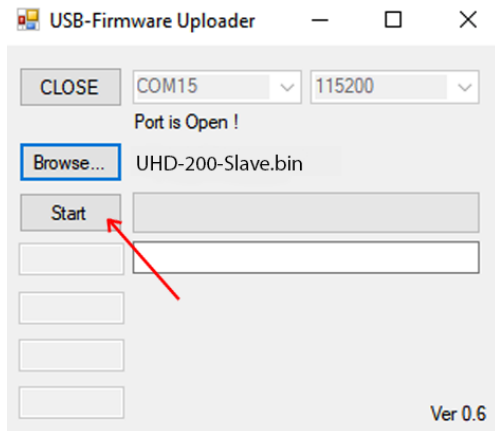 USB-Firmware Uploader
CLOSE COM15 115200
Port is Open !
Browse... UHD-200-Slave.bin
Start
Ver 0.6